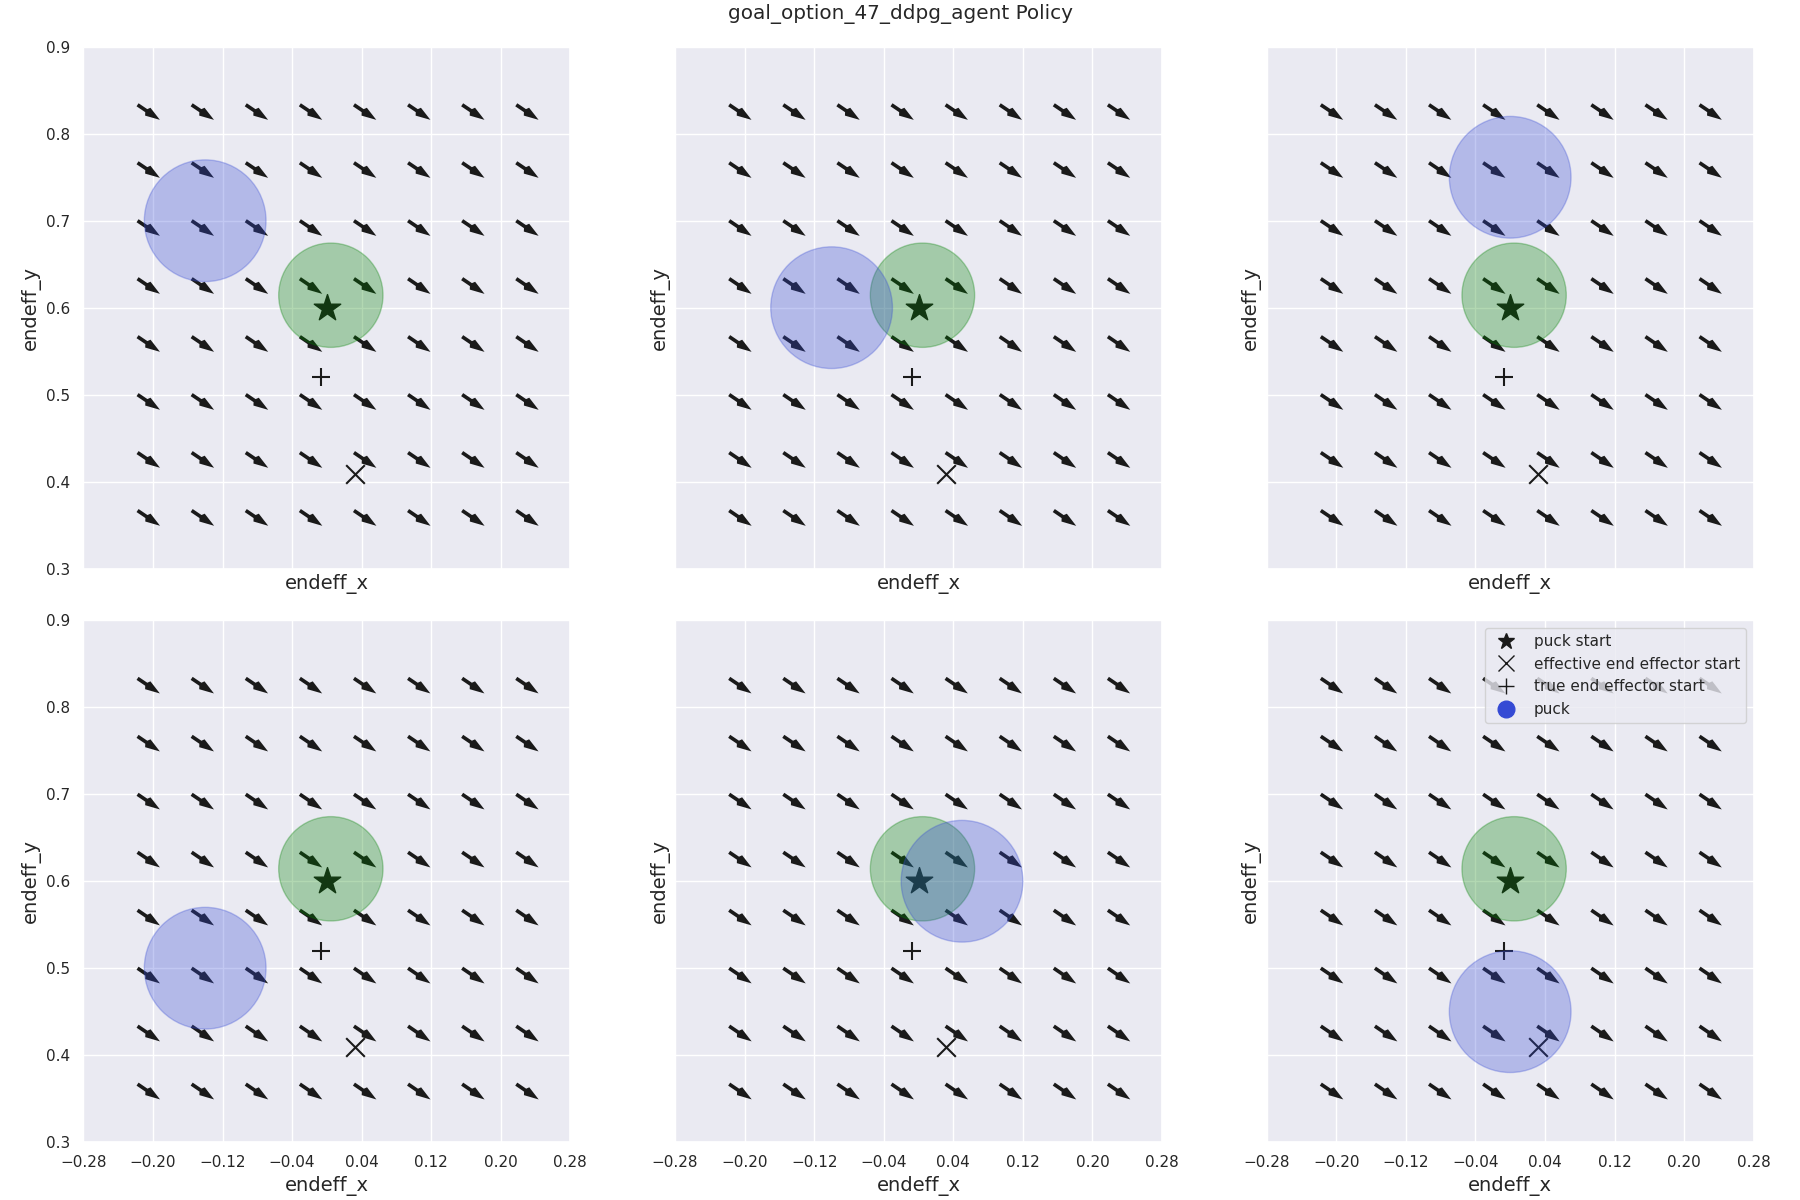 goal_option_47_ddpg_agent Policy
0.9
0.8
0.7
0.6
0.5
0.4
0.3
endeff_y
endeff_x
endeff_y
endeff_x
endeff_y
endeff_x
0.9
0.8
0.7
0.6
0.5
0.4
0.3
endeff_y
−0.28 −0.20 −0.12 −0.04 0.04 0.12 0.20 0.28
endeff_x
endeff_y
−0.28 −0.20 −0.12 −0.04 0.04 0.12 0.20 0.28
endeff_x
puck start
effective end effector start
true end effector start
puck
endeff_y
−0.28 −0.20 −0.12 −0.04 0.04 0.12 0.20 0.28
endeff_x